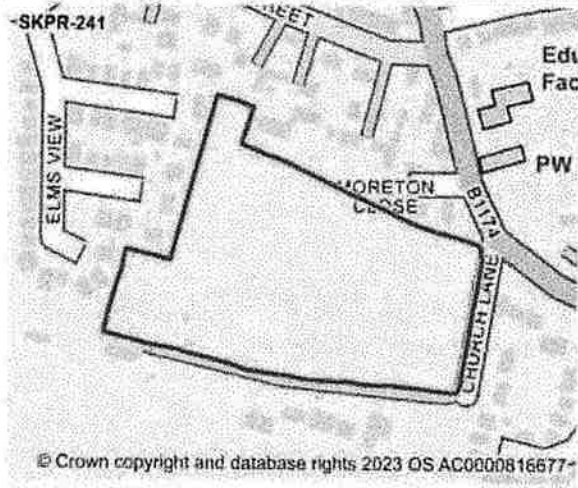 SKPR-241
REET
Edu
Fac
ELMS VIEW
MORETON
CLOSE
PW
B1174
CHURCH LANE
© Crown copyright and database rights 2023 OS AC0000816677